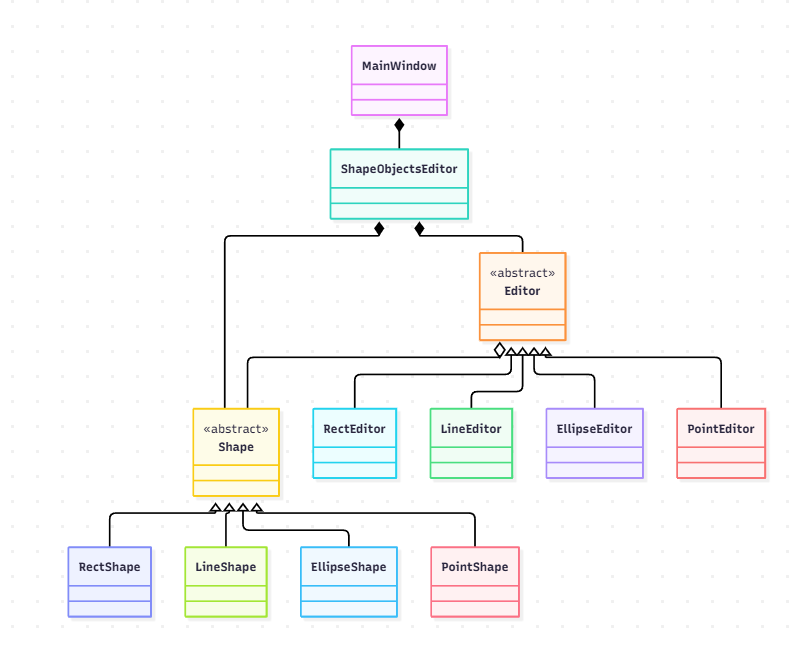 MainWindow
ShapeObjectsEditor
«abstract»
Editor
«abstract»
Shape
RectEditor
LineEditor
EllipseEditor
PointEditor
RectShape
LineShape
EllipseShape
PointShape